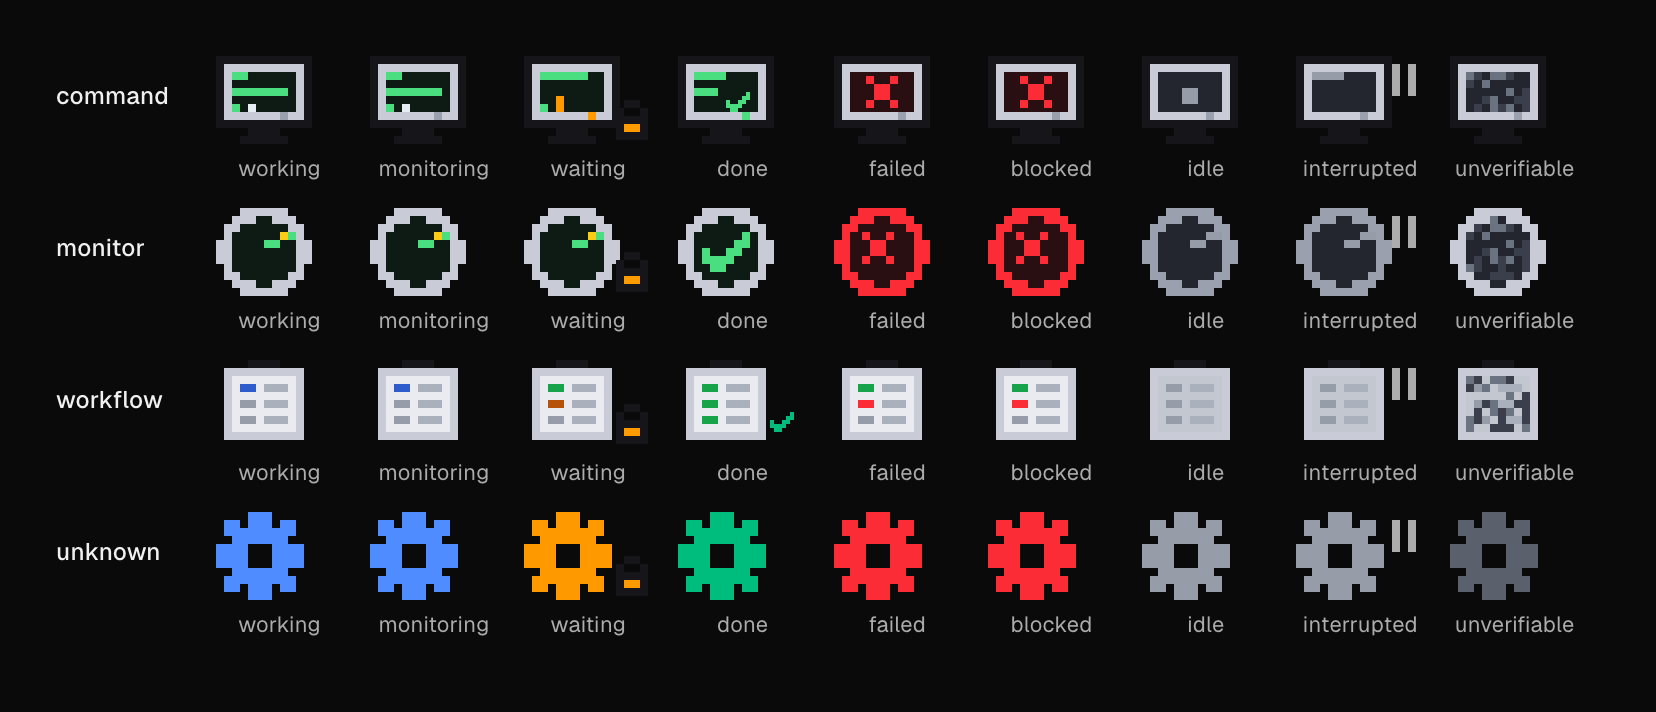 command
working monitoring waiting done failed blocked idle interrupted unverifiable
monitor
working monitoring waiting done failed blocked idle interrupted unverifiable
workflow
working monitoring waiting done failed blocked idle interrupted unverifiable
unknown
working monitoring waiting done failed blocked idle interrupted unverifiable